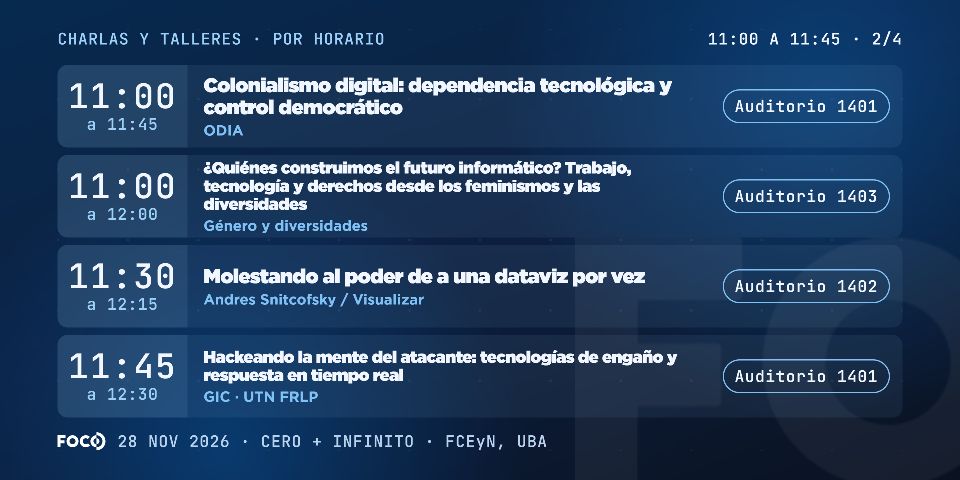 CHARLAS Y TALLERES · POR HORARIO
11:00 A 11:45 · 2/4
11:00
a 11:45
Colonialismo digital: dependencia tecnológica y
control democrático
ODIA
Auditorio 1401
11:00
a 12:00
¿Quiénes construimos el futuro informático? Trabajo,
tecnología y derechos desde los feminismos y las
diversidades
Género y diversidades
Auditorio 1403
11:30
a 12:15
Molestando al poder de a una dataviz por vez
Andres Snitcofsky / Visualizar
Auditorio 1402
11:45
a 12:30
Hackeando la mente del atacante: tecnologías de engaño y
respuesta en tiempo real
GIC · UTN FRLP
Auditorio 1401
FOCO 28 NOV 2026 · CERO + INFINITO · FCEyN, UBA
FO